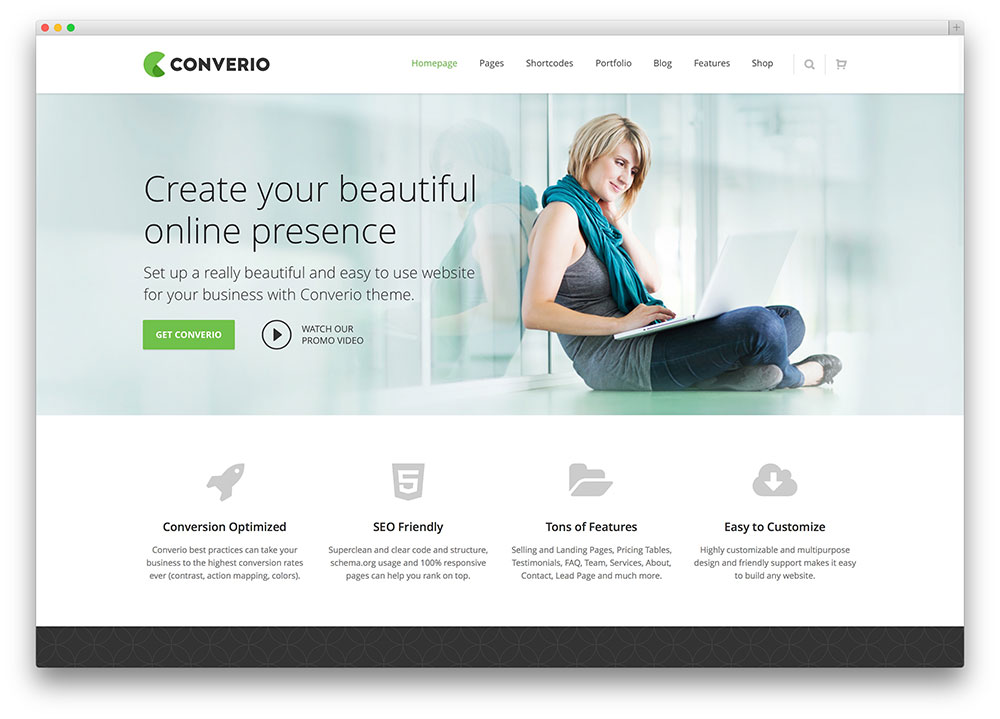 CONVERIO
Homepage Pages Shortcodes Portfolio Blog Features Shop
Create your beautiful
online presence
Set up a really beautiful and easy to use website
for your business with Converio theme.
GET CONVERIO
WATCH OUR
PROMO VIDEO
Conversion Optimized
Converio best practices can take your
business to the highest conversion rates
ever (contrast, action mapping, colors).
SEO Friendly
Superclean and clear code and structure,
schema.org usage and 100% responsive
pages can help you rank on top.
Tons of Features
Selling and Landing Pages, Pricing Tables,
Testimonials, FAQ, Team, Services, About,
Contact, Lead Page and much more.
Easy to Customize
Highly customizable and multipurpose
design and friendly support makes it easy
to build any website.